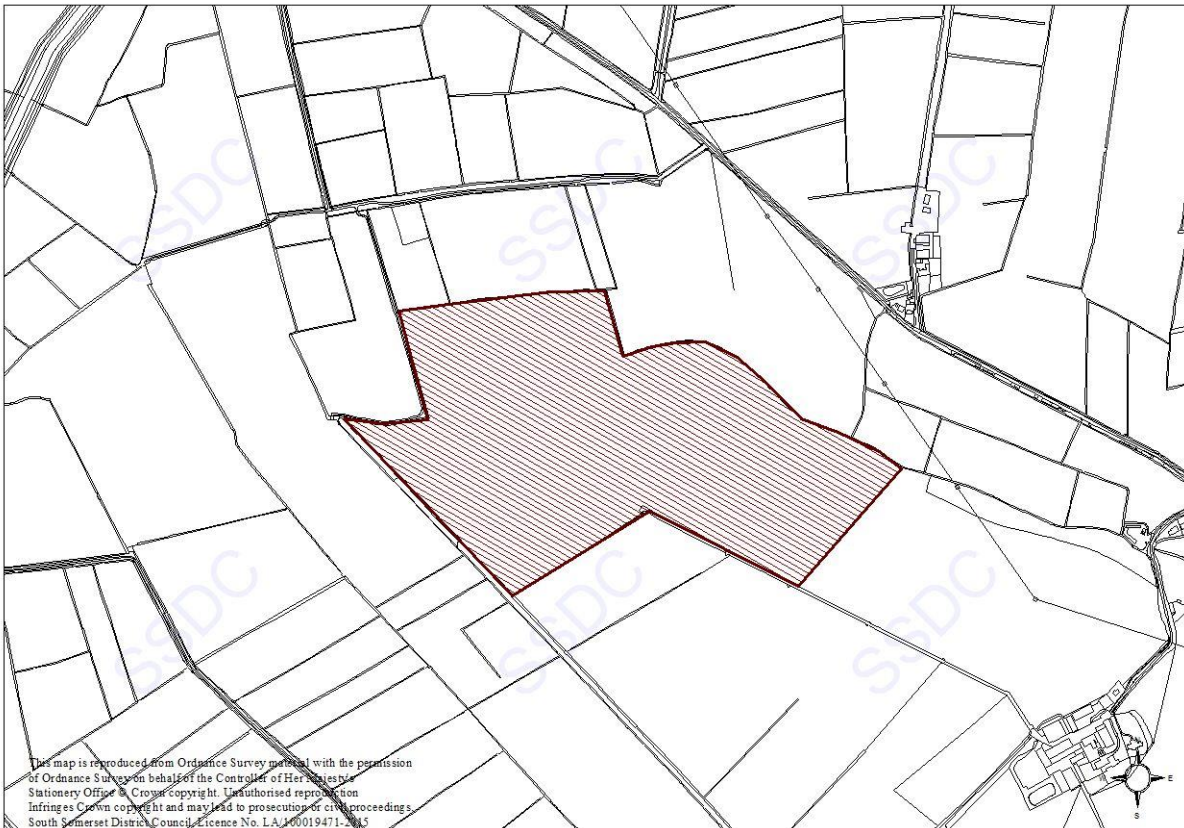 SSDC SSDC SSDC
SSDC SSDC SSDC
This map is reproduced from Ordnance Survey material with the permission
of Ordnance Survey on behalf of the Controller of Her Majesty's
Stationery Office © Crown copyright. Unauthorised reproduction
Infringes Crown copyright and may lead to prosecution or civil proceedings.
South Somerset District Council, Licence No. LA/100019471-2015
E
S